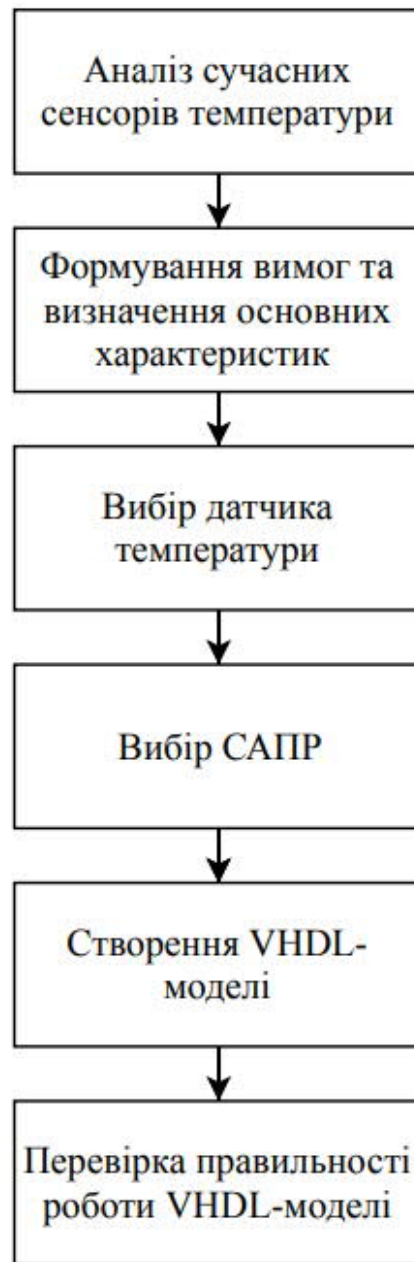 Аналіз сучасних
сенсорів температури
Формування вимог та
визначення основних
характеристик
Вибір датчика
температури
Вибір САПР
Створення VHDL-
моделі
Перевірка правильності
роботи VHDL-моделі